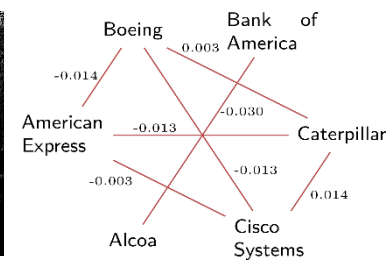 Boeing
Bank of
America
0.003
-0.014
American
Express
-0.013
-0.030
Caterpillar
-0.003
-0.013
0.014
Alcoa
Cisco
Systems